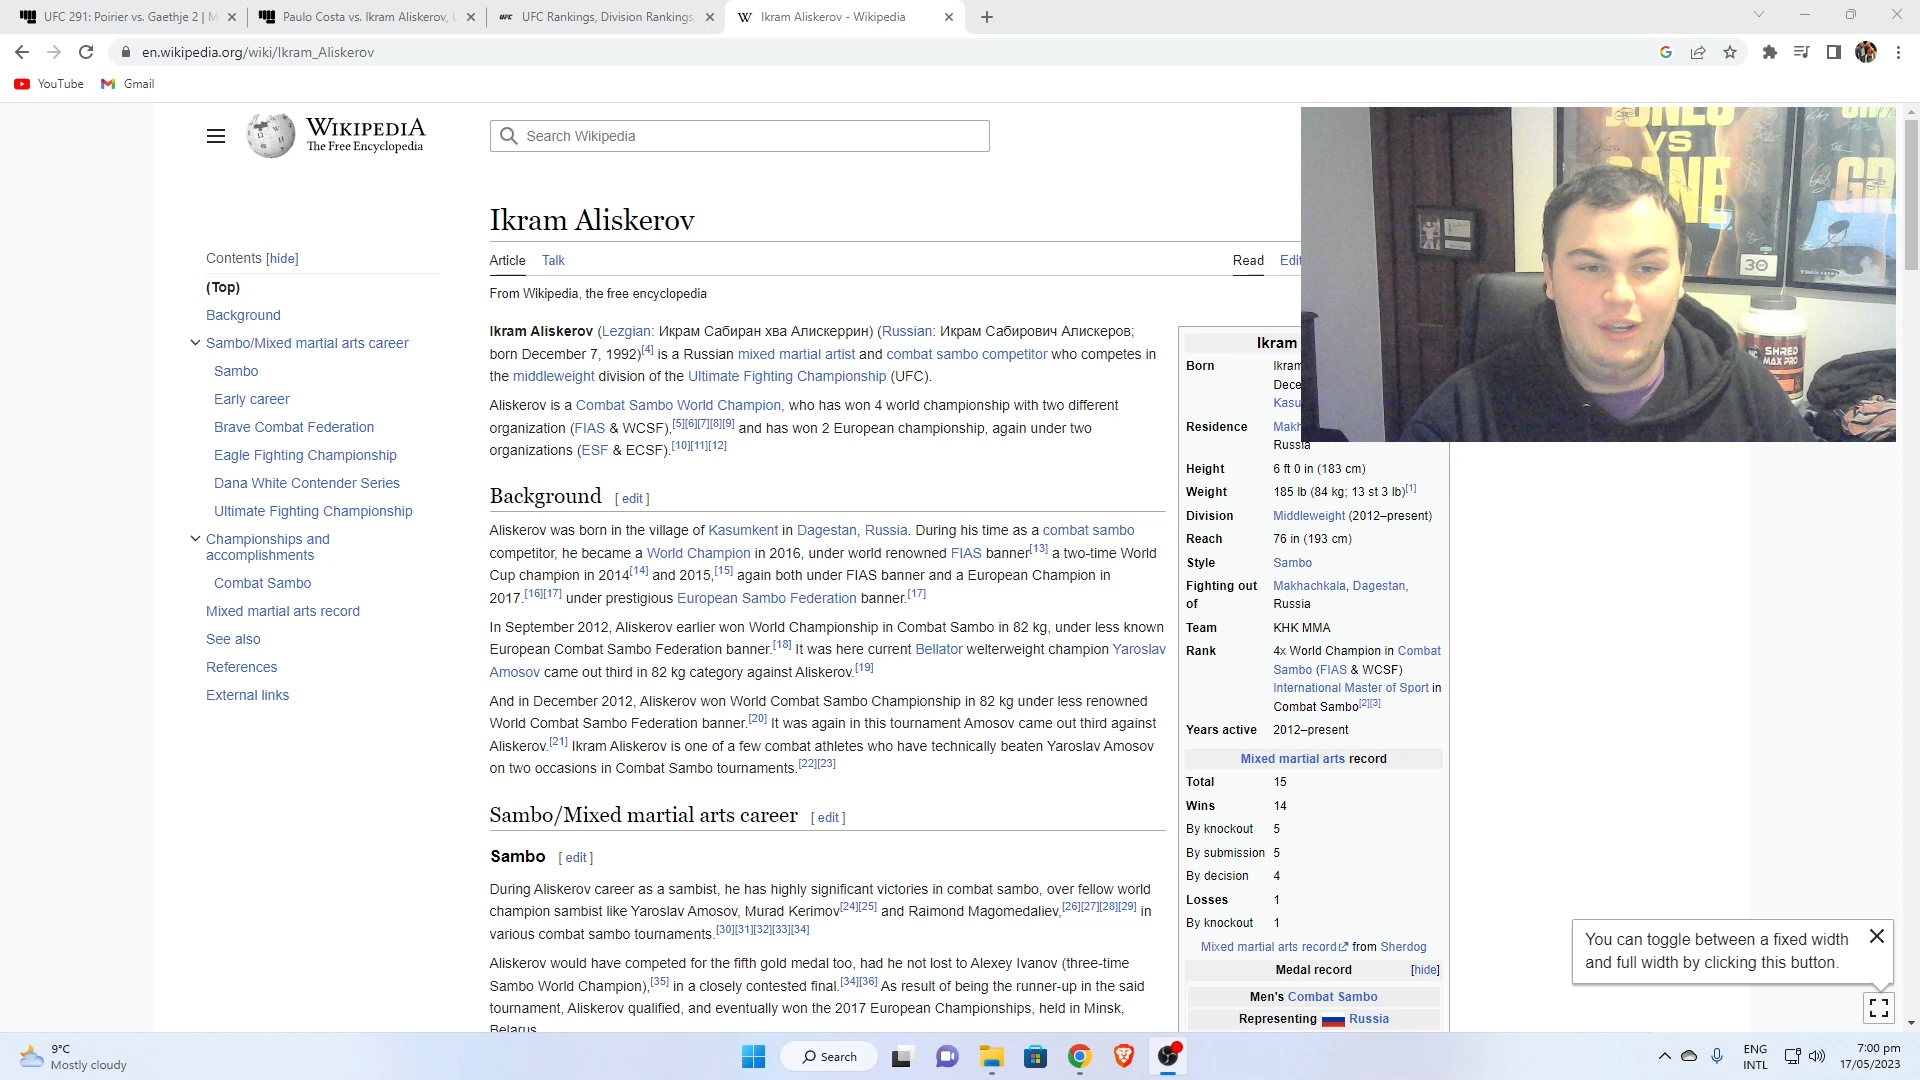 UFC 291: Poirier vs. Gaethje 2 | M
Paulo Costa vs. Ikram Aliskerov, U
UFC Rankings, Division Rankings,
W Ikram Aliskerov - Wikipedia
en.wikipedia.org/wiki/Ikram_Aliskerov
YouTube Gmail
WIKIPEDIA
The Free Encyclopedia
Search Wikipedia
JONES
VS
GANE
30
SHRED
MAX PRO
Contents [hide]
(Top)
Background
Sambo/Mixed martial arts career
Sambo
Early career
Brave Combat Federation
Eagle Fighting Championship
Dana White Contender Series
Ultimate Fighting Championship
Championships and
accomplishments
Combat Sambo
Mixed martial arts record
See also
References
External links
Ikram Aliskerov
Article Talk Read Edit
From Wikipedia, the free encyclopedia
Ikram Aliskerov (Lezgian: Икрам Сабиран хва Алискеррин) (Russian: Икрам Сабирович Алискеров;
born December 7, 1992)[4] is a Russian mixed martial artist and combat sambo competitor who competes in
the middleweight division of the Ultimate Fighting Championship (UFC).
Aliskerov is a Combat Sambo World Champion, who has won 4 world championship with two different
organization (FIAS & WCSF),[5][6][7][8][9] and has won 2 European championship, again under two
organizations (ESF & ECSF).[10][11][12]
Background [ edit ]
Aliskerov was born in the village of Kasumkent in Dagestan, Russia. During his time as a combat sambo
competitor, he became a World Champion in 2016, under world renowned FIAS banner[13] a two-time World
Cup champion in 2014[14] and 2015,[15] again both under FIAS banner and a European Champion in
2017.[16][17] under prestigious European Sambo Federation banner.[17]
In September 2012, Aliskerov earlier won World Championship in Combat Sambo in 82 kg, under less known
European Combat Sambo Federation banner.[18] It was here current Bellator welterweight champion Yaroslav
Amosov came out third in 82 kg category against Aliskerov.[19]
And in December 2012, Aliskerov won World Combat Sambo Championship in 82 kg under less renowned
World Combat Sambo Federation banner.[20] It was again in this tournament Amosov came out third against
Aliskerov.[21] Ikram Aliskerov is one of a few combat athletes who have technically beaten Yaroslav Amosov
on two occasions in Combat Sambo tournaments.[22][23]
Sambo/Mixed martial arts career [ edit ]
Sambo [ edit ]
During Aliskerov career as a sambist, he has highly significant victories in combat sambo, over fellow world
champion sambist like Yaroslav Amosov, Murad Kerimov[24][25] and Raimond Magomedaliev,[26][27][28][29] in
various combat sambo tournaments.[30][31][32][33][34]
Aliskerov would have competed for the fifth gold medal too, had he not lost to Alexey Ivanov (three-time
Sambo World Champion),[35] in a closely contested final.[34][36] As result of being the runner-up in the said
tournament, Aliskerov qualified, and eventually won the 2017 European Championships, held in Minsk,
Belarus
Ikram
Born Ikram
Dece
Kasu
Residence Makh
Russia
Height 6 ft 0 in (183 cm)
Weight 185 lb (84 kg; 13 st 3 lb)[1]
Division Middleweight (2012–present)
Reach 76 in (193 cm)
Style Sambo
Fighting out of Makhachkala, Dagestan,
Russia
Team KHK MMA
Rank 4x World Champion in Combat
Sambo (FIAS & WCSF)
International Master of Sport in
Combat Sambo[2][3]
Years active 2012–present
Mixed martial arts record
Total 15
Wins 14
By knockout 5
By submission 5
By decision 4
Losses 1
By knockout 1
Mixed martial arts record from Sherdog
Medal record [hide]
Men's Combat Sambo
Representing Russia
You can toggle between a fixed width
and full width by clicking this button.
9°C
Mostly cloudy
Search
ENG
INTL
7:00 pm
17/05/2023